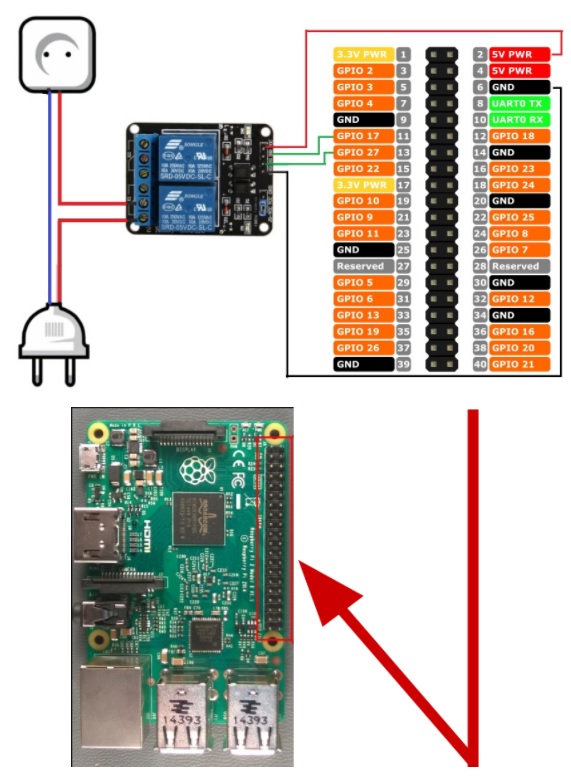 3.3V PWR 1 2 5V PWR
GPIO 2 3 4 5V PWR
GPIO 3 5 6 GND
GPIO 4 7 8 UART0 TX
GND 9 10 UART0 RX
GPIO 17 11 12 GPIO 18
GPIO 27 13 14 GND
GPIO 22 15 16 GPIO 23
3.3V PWR 17 18 GPIO 24
GPIO 10 19 20 GND
GPIO 9 21 22 GPIO 25
GPIO 11 23 24 GPIO 8
GND 25 26 GPIO 7
Reserved 27 28 Reserved
GPIO 5 29 30 GND
GPIO 6 31 32 GPIO 12
GPIO 13 33 34 GND
GPIO 19 35 36 GPIO 16
GPIO 26 37 38 GPIO 20
GND 39 40 GPIO 21
SONGLE
SRD-05VDC-SL-C
SONGLE
SRD-05VDC-SL-C
DISPLAY
HDMI
14393
14393